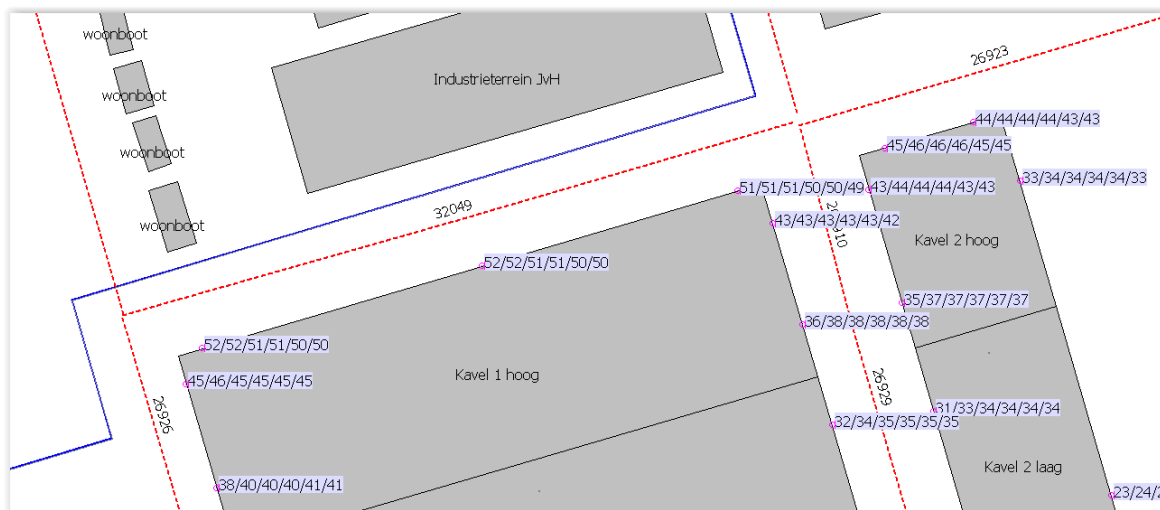 woonboot
Industrieterrein JvH
26923
woonboot
44/44/44/44/43/43
45/46/46/46/45/45
woonboot
33/34/34/34/34/33
51/51/51/50/50/49
43/44/44/44/43/43
32049
43/43/43/43/43/42
woonboot
Kavel 2 hoog
52/52/51/51/50/50
35/37/37/37/37/37
36/38/38/38/38/38
52/52/51/51/50/50
Kavel 1 hoog
45/46/45/45/45/45
26929
26926
31/33/34/34/34/34
32/34/35/35/35/35
Kavel 2 laag
38/40/40/40/41/41